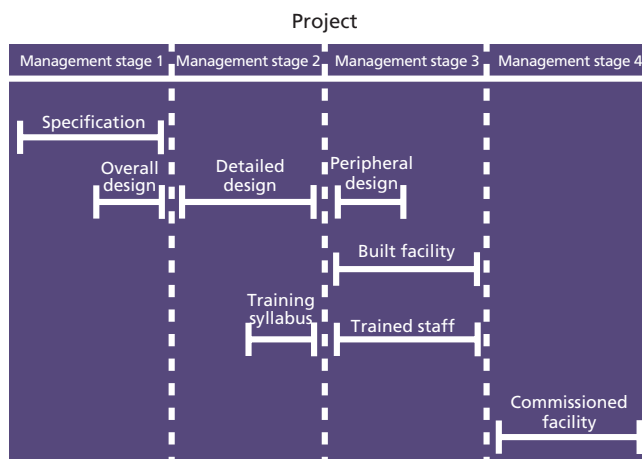 Project
Management stage 1
Management stage 2
Management stage 3
Management stage 4
Specification
Overall
design
Detailed
design
Peripheral
design
Built facility
Training
syllabus
Trained staff
Commissioned
facility